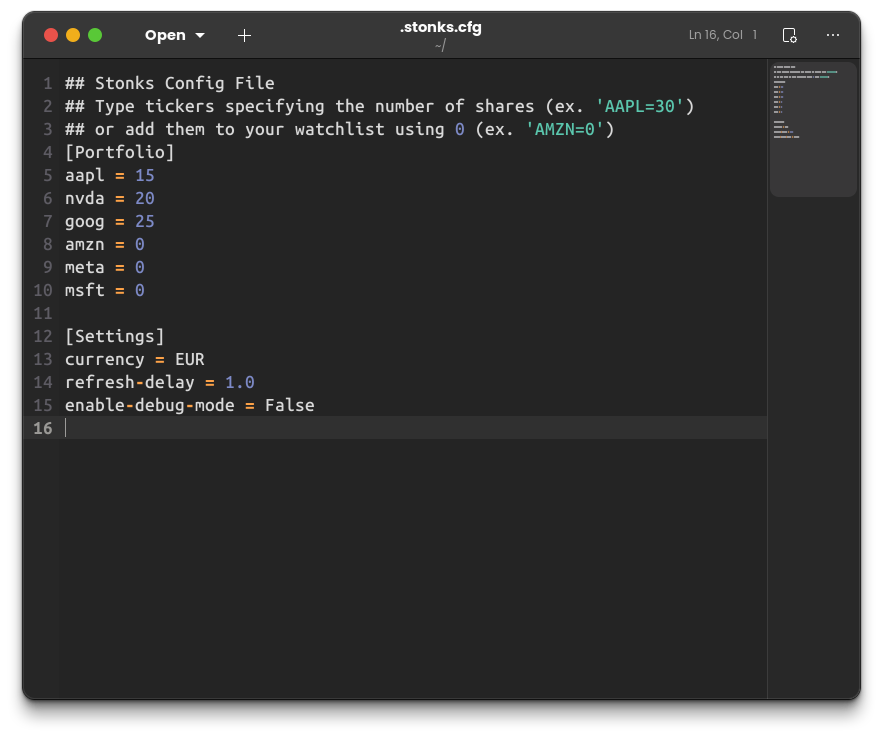 Open
.stonks.cfg
~/
Ln 16, Col 1
1 ## Stonks Config File
2 ## Type tickers specifying the number of shares (ex. 'AAPL=30')
3 ## or add them to your watchlist using 0 (ex. 'AMZN=0')
4 [Portfolio]
5 aapl = 15
6 nvda = 20
7 goog = 25
8 amzn = 0
9 meta = 0
10 msft = 0
11
12 [Settings]
13 currency = EUR
14 refresh-delay = 1.0
15 enable-debug-mode = False
16